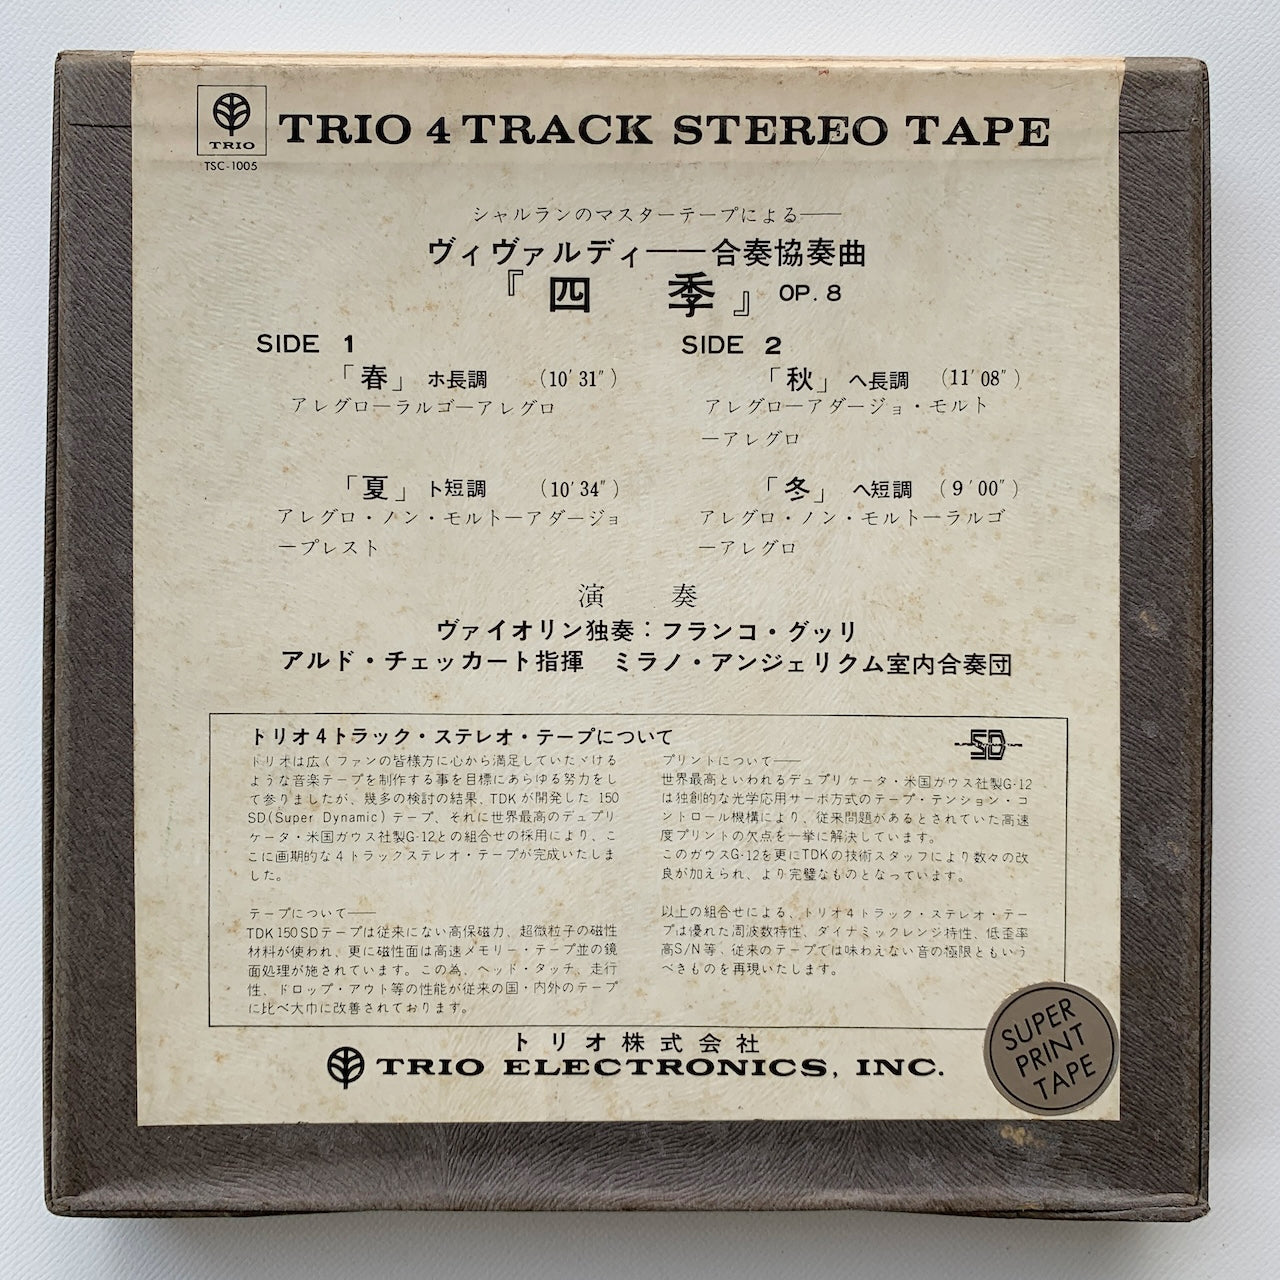 TRIO
TSC-1005
TRIO 4 TRACK STEREO TAPE
シャルランのマスターテープによる——
ヴィヴァルディ——合奏協奏曲
『四 季』 OP. 8
SIDE 1
「春」 ホ長調 (10′31″)
アレグローラルゴーアレグロ
「夏」 ト短調 (10′34″)
アレグロ・ノン・モルトーアダージョ
ープレスト
SIDE 2
「秋」 ヘ長調 (11′08″)
アレグローアダージョ・モルト
ーアレグロ
「冬」 ヘ短調 (9′00″)
アレグロ・ノン・モルトーラルゴ
ーアレグロ
演 奏
ヴァイオリン独奏：フランコ・グッリ
アルド・チェッカート指揮 ミラノ・アンジェリクム室内合奏団
トリオ4トラック・ステレオ・テープについて
トリオは広くファンの皆様方に心から満足していたゞける
ような音楽テープを制作する事を目標にあらゆる努力をし
て参りましたが、幾多の検討の結果、TDKが開発した 150
SD(Super Dynamic)テープ、それに世界最高のデュプリ
ケータ・米国ガウス社製G-12との組合せの採用により、こ
こに画期的な4トラックステレオ・テープが完成いたしま
した。
テープについて——
TDK150SDテープは従来にない高保磁力、超微粒子の磁性
材料が使われ、更に磁性面は高速メモリー・テープ並の鏡
面処理が施されています。この為、ヘッド・タッチ、走行
性、ドロップ・アウト等の性能が従来の国・内外のテープ
に比べ大巾に改善されております。
SD
プリントについて——
世界最高といわれるデュプリケータ・米国ガウス社製G-12
は独創的な光学応用サーボ方式のテープ・テンション・コ
ントロール機構により、従来問題があるとされていた高速
度プリントの欠点を一挙に解決しています。
このガウスG-12を更にTDKの技術スタッフにより数々の改
良が加えられ、より完璧なものとなっています。
以上の組合せによる、トリオ4トラック・ステレオ・テー
プは優れた周波数特性、ダイナミックレンジ特性、低歪率
高S/N等、従来のテープでは味わえない音の極限ともいう
べきものを再現いたします。
SUPER
PRINT
TAPE
トリオ株式会社
TRIO ELECTRONICS, INC.